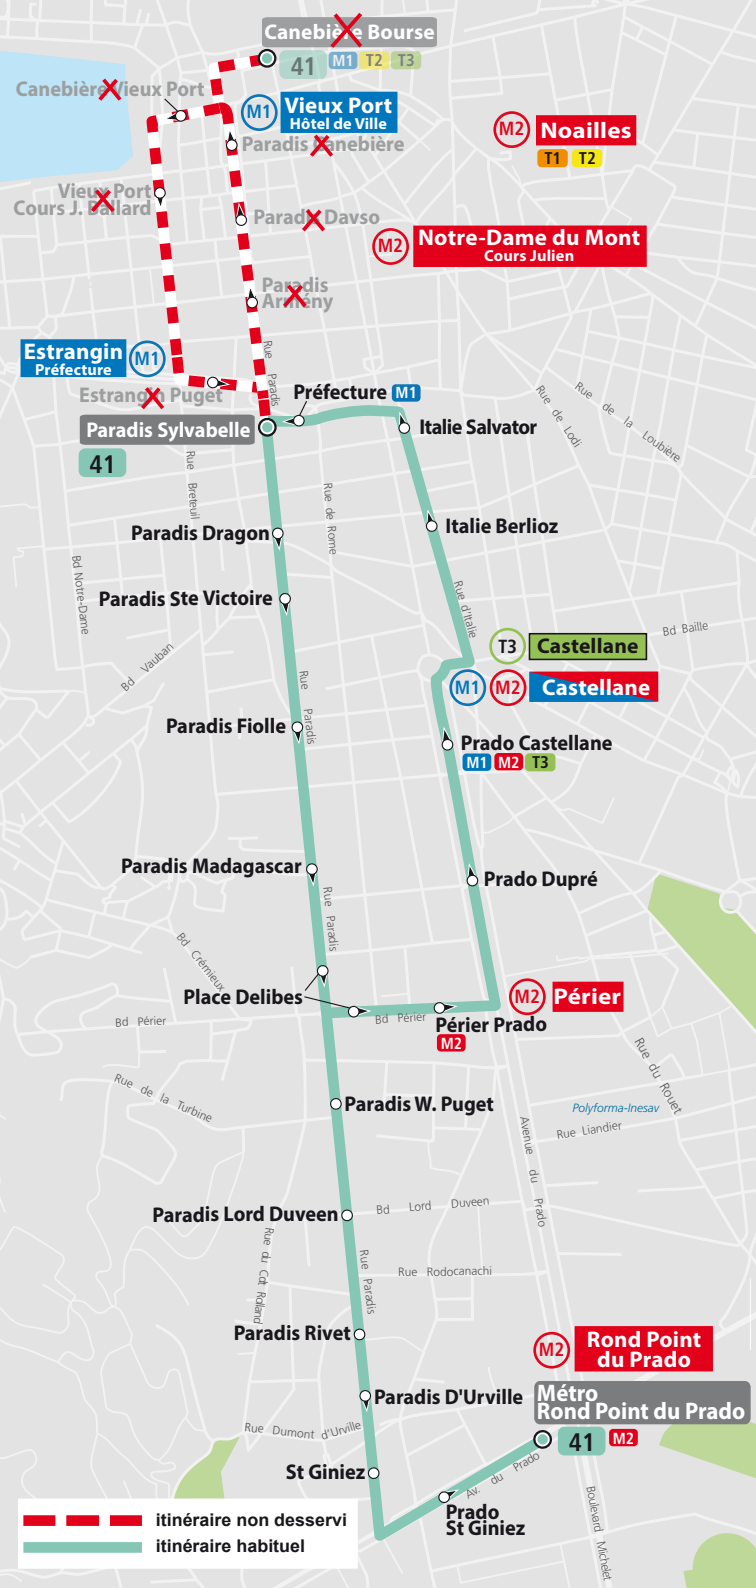 Canebière Bourse
41 M1 T2 T3
Canebière Vieux Port
M1 Vieux Port
Hôtel de Ville
Paradis Canebière
M2 Noailles
T1 T2
Vieux Port
Cours J. Ballard
Paradis Davso
M2 Notre-Dame du Mont
Cours Julien
Paradis
Armény
Rue Paradis
Estrangin M1
Préfecture
Estrangin Puget
Préfecture M1
Paradis Sylvabelle
41
Italie Salvator
Rue de Lodi
Rue de la Loubière
Rue Breteuil
Rue de Rome
Paradis Dragon
Italie Berlioz
Bd Notre-Dame
Paradis Ste Victoire
Rue d'Italie
Bd Baille
T3 Castellane
Bd Vauban
M1 M2 Castellane
Rue Paradis
Paradis Fiolle
Prado Castellane
M1 M2 T3
Paradis Madagascar
Prado Dupré
Rue Paradis
Bd Crémieux
Place Delibes
M2 Périer
Bd Périer
Bd Périer
Périer Prado
M2
Rue du Rouet
Rue de la Turbine
Paradis W. Puget
Polyforma-Inesav
Rue Liandier
Avenue du Prado
Paradis Lord Duveen
Bd Lord Duveen
Rue du Cdt Rolland
Rue Paradis
Rue Rodocanachi
Paradis Rivet
M2 Rond Point
du Prado
Paradis D'Urville
Métro
Rond Point du Prado
41 M2
Rue Dumont d'Urville
St Giniez
Av. du Prado
Prado
St Giniez
Boulevard Michelet
itinéraire non desservi
itinéraire habituel